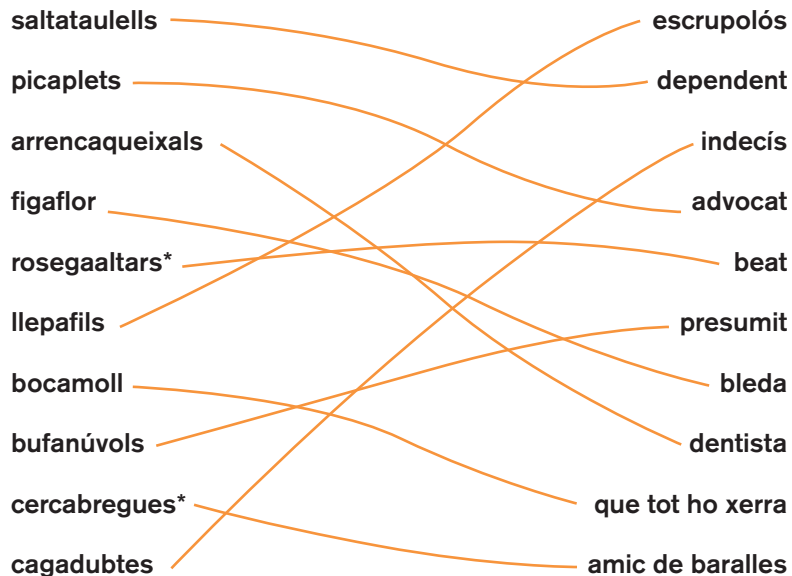 saltataulells escrupolós
picaplets dependent
arrencaqueixals indecís
figaflor advocat
rosegaaltars* beat
llepafils presumit
bocamoll bleda
bufanúvols dentista
cercabregues* que tot ho xerra
cagadubtes amic de baralles